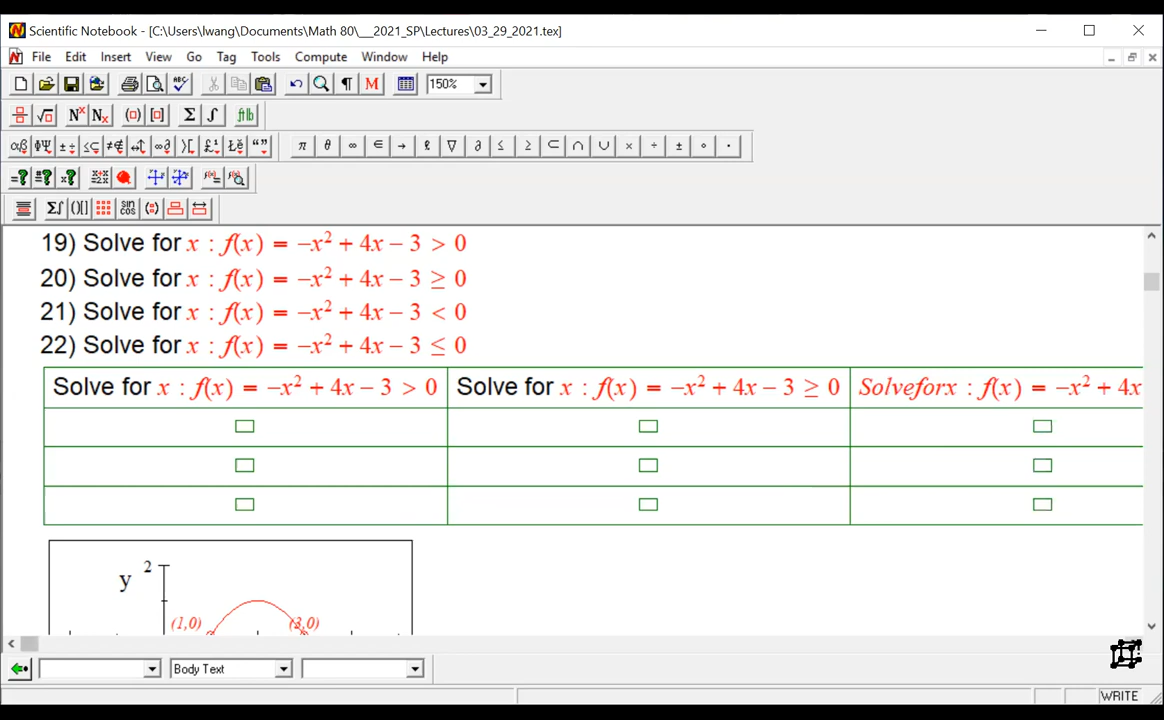 Scientific Notebook - [C:\Users\lwang\Documents\Math 80\__2021_SP\Lectures\03_29_2021.tex]
File Edit Insert View Go Tag Tools Compute Window Help
150%
19) Solve for x : f(x) = −x² + 4x − 3 > 0
20) Solve for x : f(x) = −x² + 4x − 3 ≥ 0
21) Solve for x : f(x) = −x² + 4x − 3 < 0
22) Solve for x : f(x) = −x² + 4x − 3 ≤ 0
Solve for x : f(x) = −x² + 4x − 3 > 0 Solve for x : f(x) = −x² + 4x − 3 ≥ 0 Solveforx : f(x) = −x² + 4x
y 2
(1,0) (3,0)
Body Text
WRITE